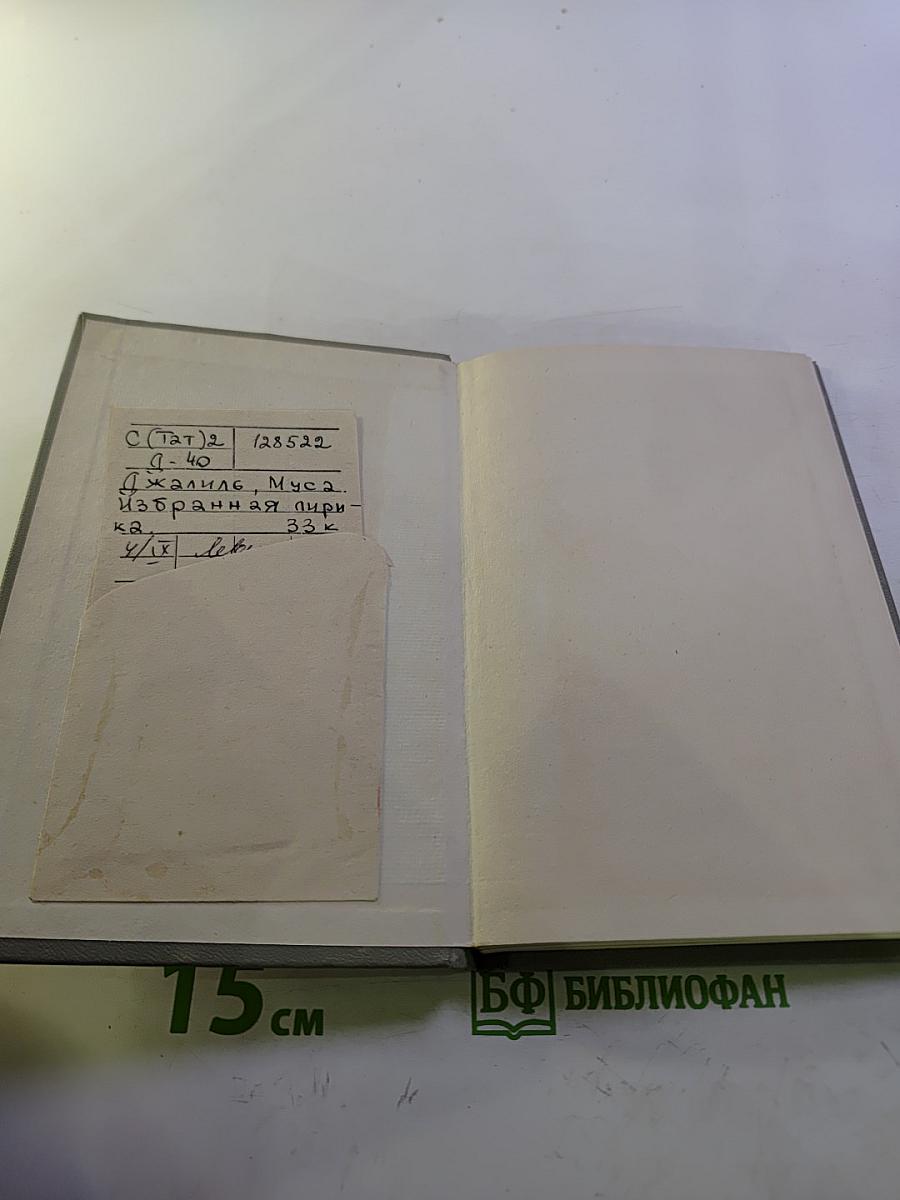 С (Тат)2 128522
Д-40
Джалиль, Муса.
Избранная лири-
ка. 33 к
4/IX
15 см
БФ БИБЛИОФАН